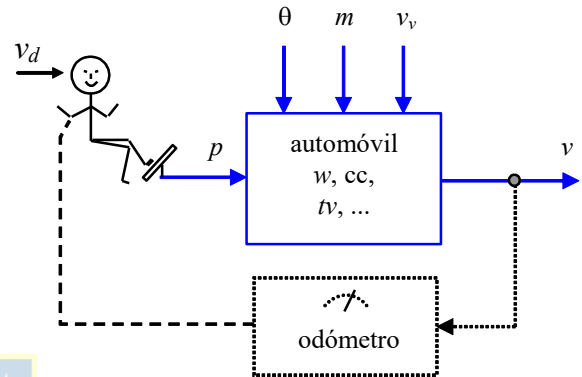 θ m v_v
v_d
p
automóvil
w, cc,
tv, ...
v
odómetro